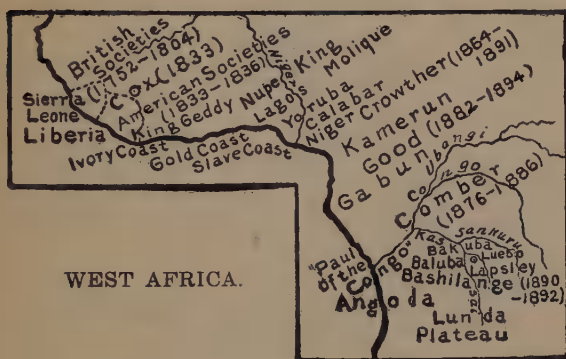 British
Societies
(1752–1804)
Cox (1833)
American Societies
(1833–1836)
King Geddy
Nupe King
Molique
Niger
Lagos
Yoruba
Calabar
Niger Crowther (1864–
1891)
Kamerun
Good (1882–1894)
Gabun
Ubangi
Sierra
Leone
Liberia
Ivory Coast
Gold Coast
Slave Coast
Congo
Comber
(1876–1886)
"Paul
of the
Congo"
Kas
Sankuru
Bakuba
Luebo
Baluba
Lapsley
Bashilange (1890
–1892)
Angoda
Lunda
Plateau
WEST AFRICA.